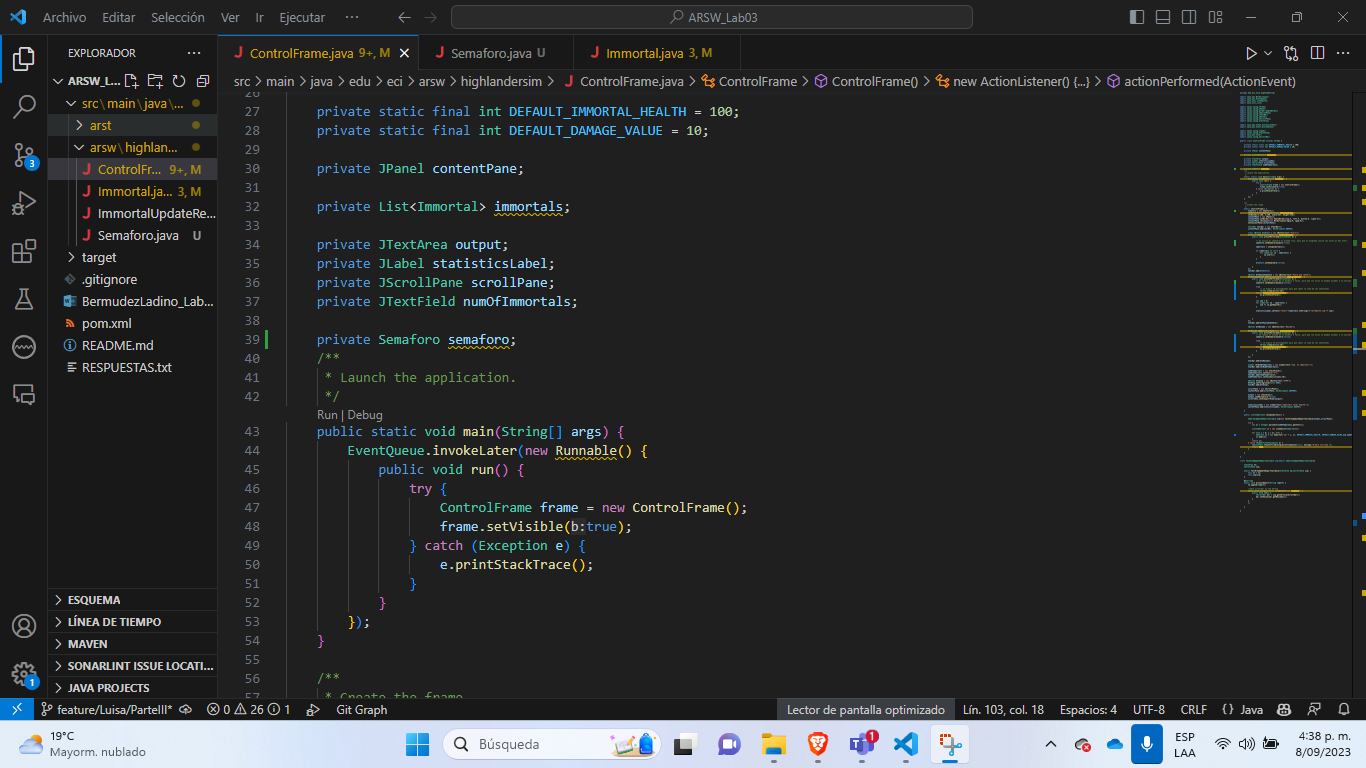 Archivo Editar Selección Ver Ir Ejecutar ··· ARSW_Lab03
EXPLORADOR ···
ControlFrame.java 9+, M Semaforo.java U Immortal.java 3, M
ARSW_L...
src > main > java > edu > eci > arsw > highlandersim > ControlFrame.java > ControlFrame > ControlFrame() > new ActionListener() {...} > actionPerformed(ActionEvent)
src\main\java\...
arst
arsw\highlan...
ControlFr... 9+, M
Immortal.ja... 3, M
ImmortalUpdateRe...
Semaforo.java U
target
.gitignore
BermudezLadino_Lab...
pom.xml
README.md
RESPUESTAS.txt
ESQUEMA
LÍNEA DE TIEMPO
MAVEN
SONARLINT ISSUE LOCATI...
JAVA PROJECTS
3
1
26
27 private static final int DEFAULT_IMMORTAL_HEALTH = 100;
28 private static final int DEFAULT_DAMAGE_VALUE = 10;
29
30 private JPanel contentPane;
31
32 private List<Immortal> immortals;
33
34 private JTextArea output;
35 private JLabel statisticsLabel;
36 private JScrollPane scrollPane;
37 private JTextField numOfImmortals;
38
39 private Semaforo semaforo;
40 /**
41 * Launch the application.
42 */
Run | Debug
43 public static void main(String[] args) {
44 EventQueue.invokeLater(new Runnable() {
45 public void run() {
46 try {
47 ControlFrame frame = new ControlFrame();
48 frame.setVisible(b:true);
49 } catch (Exception e) {
50 e.printStackTrace();
51 }
52 }
53 });
54 }
55
56 /**
57 * Create the frame
feature/Luisa/ParteIII* 0 26 1 Git Graph Lector de pantalla optimizado Lín. 103, col. 18 Espacios: 4 UTF-8 CRLF {} Java
19°C
Mayorm. nublado
Búsqueda
1
ESP
LAA
4:38 p. m.
8/09/2023